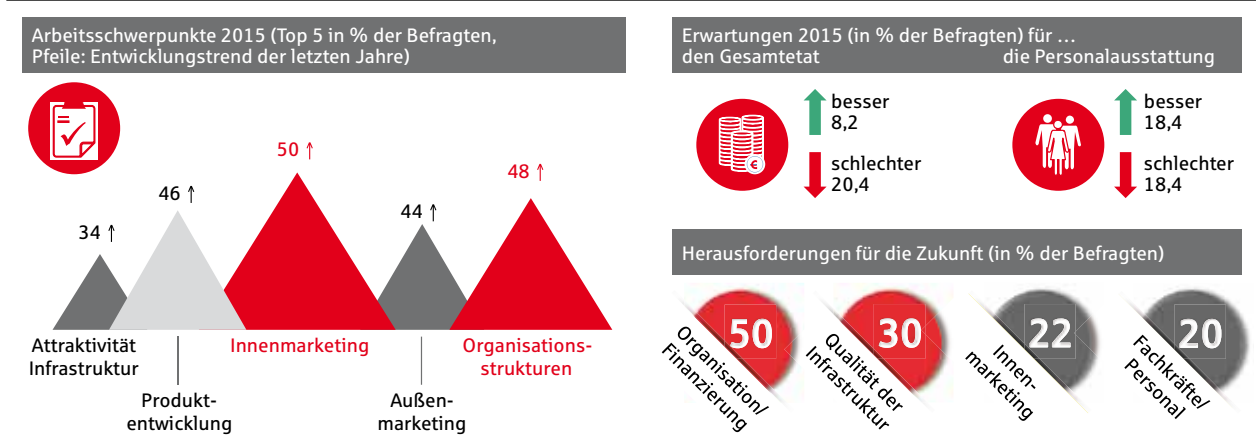 Arbeitsschwerpunkte 2015 (Top 5 in % der Befragten,
Pfeile: Entwicklungstrend der letzten Jahre)
34 ↑
46 ↑
50 ↑
44 ↑
48 ↑
Attraktivität
Infrastruktur
Produkt-
entwicklung
Innenmarketing
Außen-
marketing
Organisations-
strukturen
Erwartungen 2015 (in % der Befragten) für …
den Gesamtetat
die Personalausstattung
€
besser
8,2
schlechter
20,4
besser
18,4
schlechter
18,4
Herausforderungen für die Zukunft (in % der Befragten)
50
Organisation/
Finanzierung
30
Qualität der
Infrastruktur
22
Innen-
marketing
20
Fachkräfte/
Personal